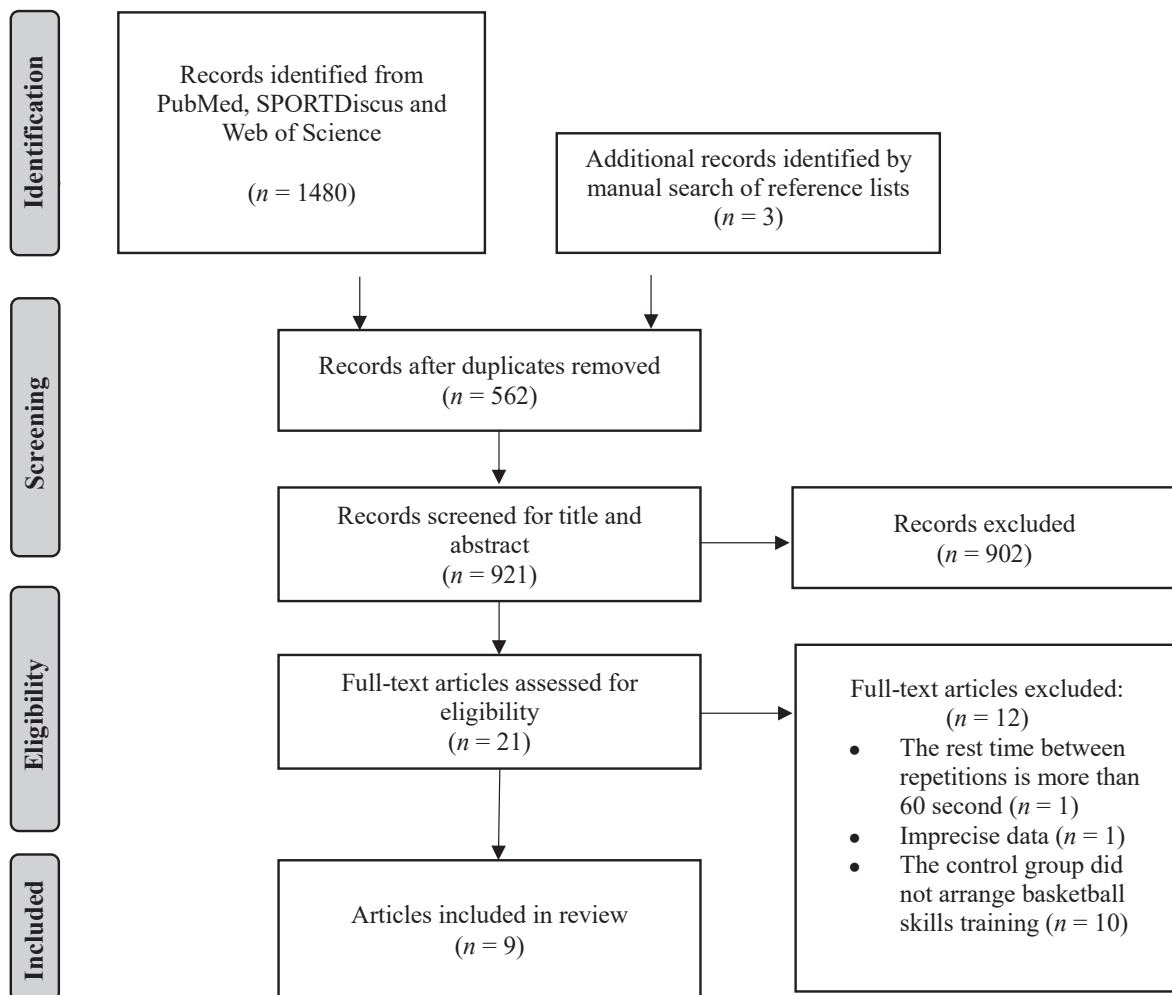 Identification
Records identified from
PubMed, SPORTDiscus and
Web of Science
(n = 1480)
Additional records identified by
manual search of reference lists
(n = 3)
Screening
Records after duplicates removed
(n = 562)
Records screened for title and
abstract
(n = 921)
Records excluded
(n = 902)
Eligibility
Full-text articles assessed for
eligibility
(n = 21)
Full-text articles excluded:
(n = 12)
● The rest time between
repetitions is more than
60 second (n = 1)
● Imprecise data (n = 1)
● The control group did
not arrange basketball
skills training (n = 10)
Included
Articles included in review
(n = 9)